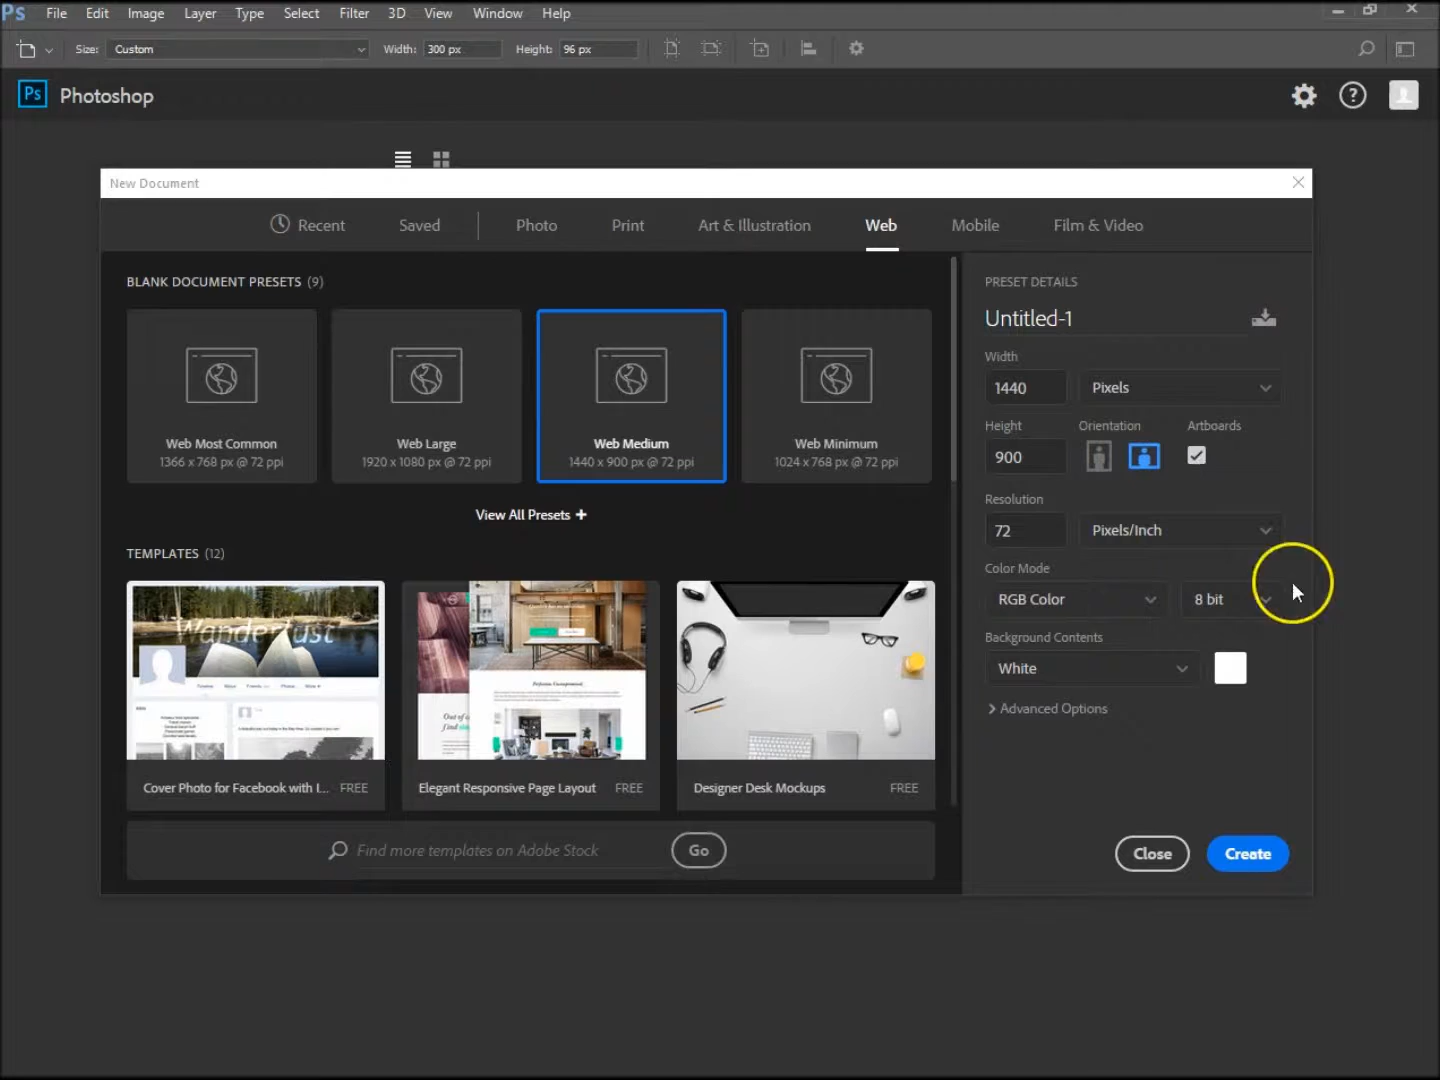 Ps File Edit Image Layer Type Select Filter 3D View Window Help
Size: Custom Width: 300 px Height: 96 px
Ps Photoshop
New Document
Recent Saved Photo Print Art & Illustration Web Mobile Film & Video
BLANK DOCUMENT PRESETS (9)
Web Most Common
1366 x 768 px @ 72 ppi
Web Large
1920 x 1080 px @ 72 ppi
Web Medium
1440 x 900 px @ 72 ppi
Web Minimum
1024 x 768 px @ 72 ppi
View All Presets +
TEMPLATES (12)
Wanderlust
Cover Photo for Facebook with I... FREE
Elegant Responsive Page Layout FREE
Designer Desk Mockups FREE
Find more templates on Adobe Stock Go
PRESET DETAILS
Untitled-1
Width
1440 Pixels
Height Orientation Artboards
900
Resolution
72 Pixels/Inch
Color Mode
RGB Color 8 bit
Background Contents
White
Advanced Options
Close Create